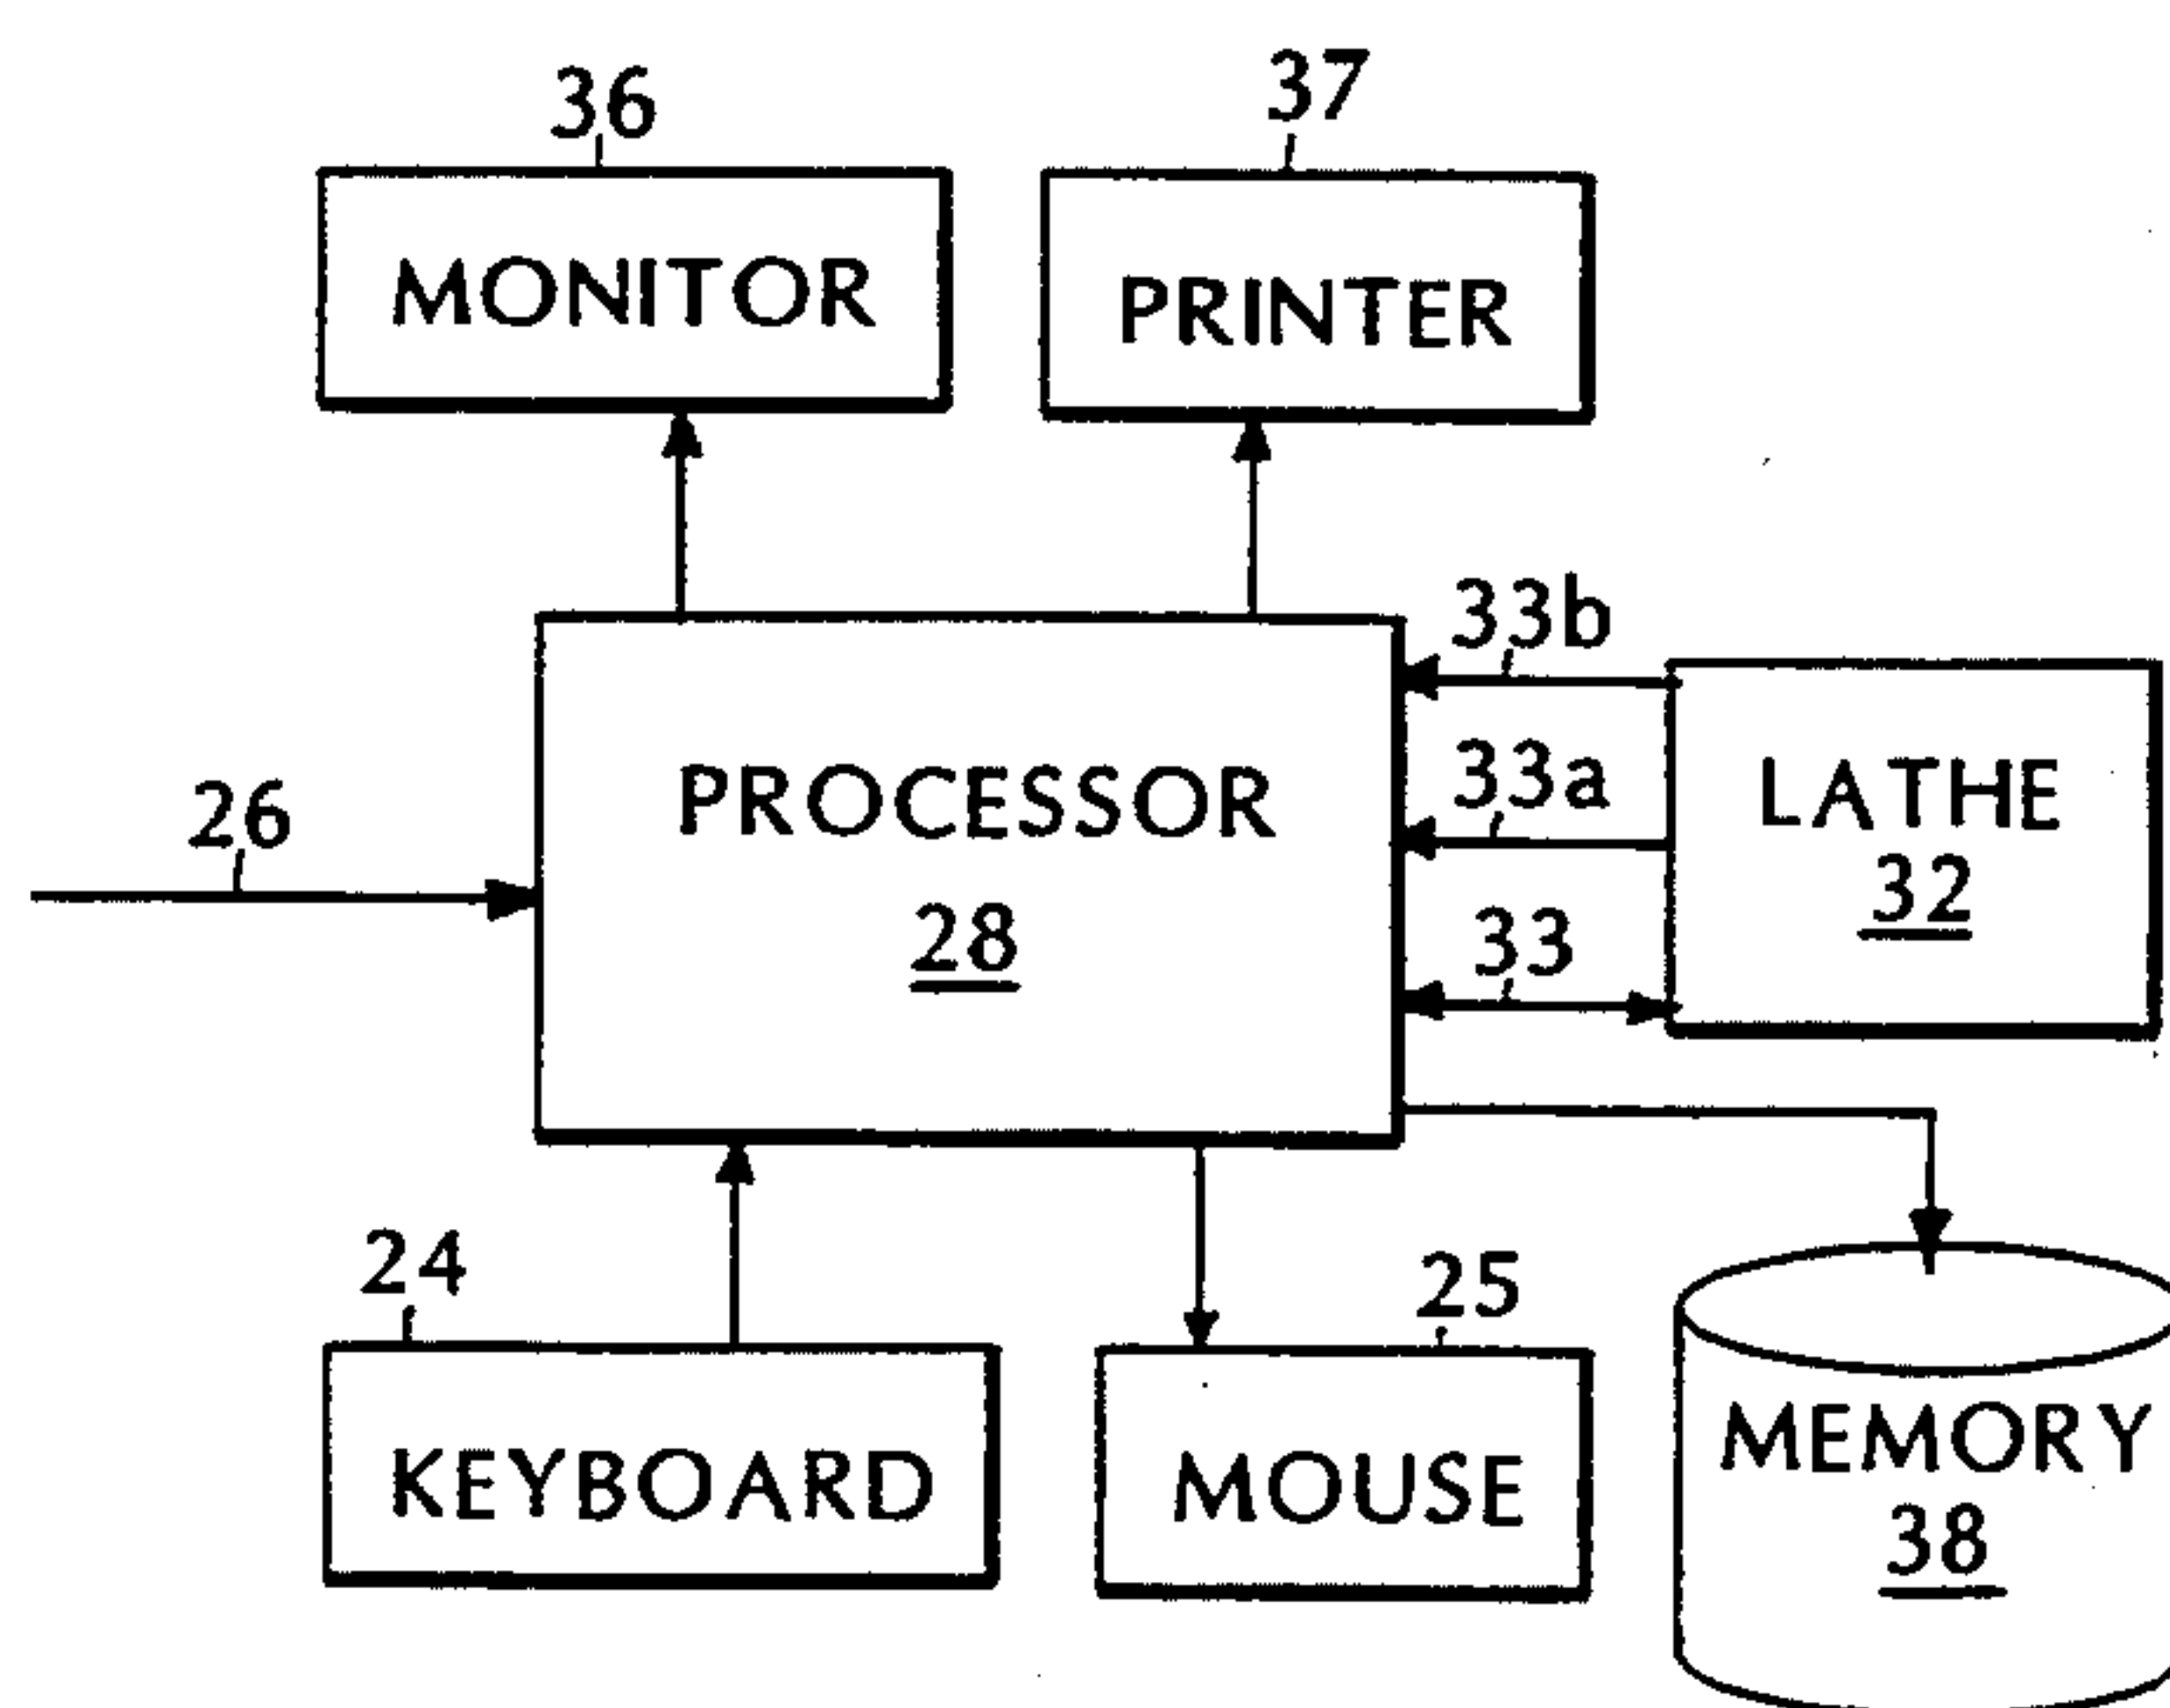 36
37
MONITOR
PRINTER
33b
33a
33
26
PROCESSOR
28
LATHE
32
24
25
KEYBOARD
MOUSE
MEMORY
38